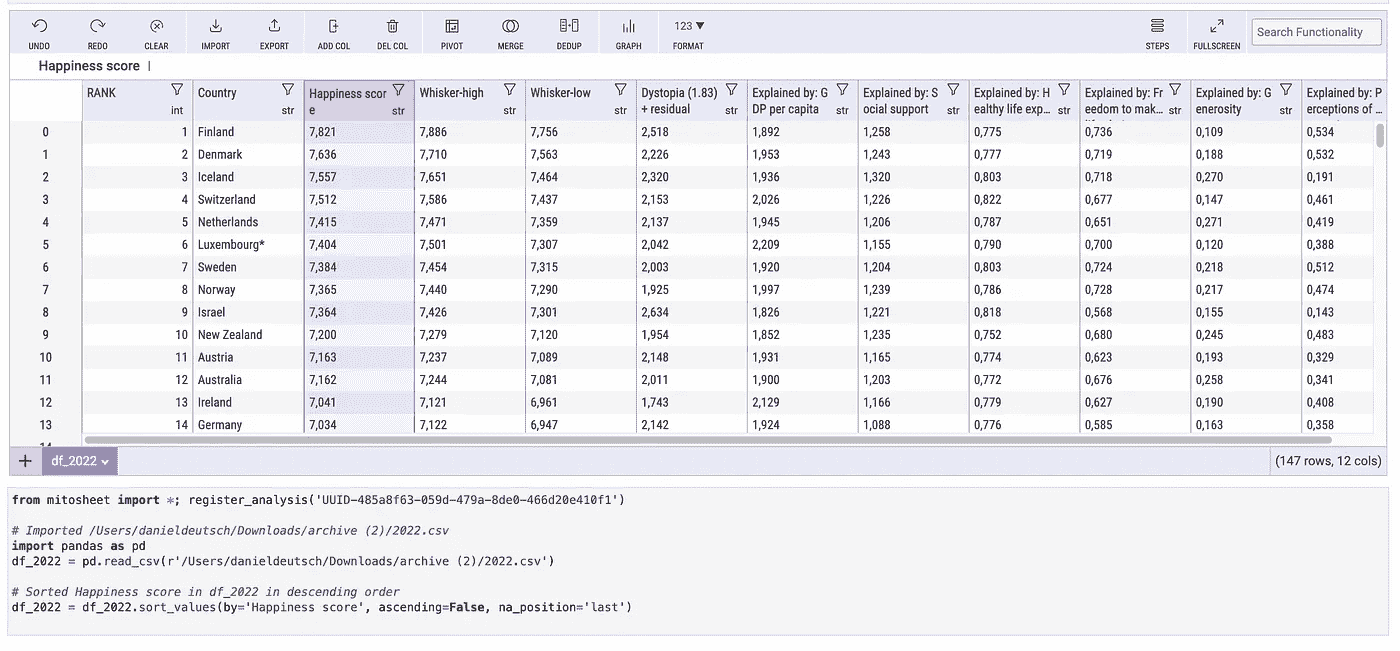 UNDO REDO CLEAR IMPORT EXPORT ADD COL DEL COL PIVOT MERGE DEDUP GRAPH 123 ▼ FORMAT STEPS FULLSCREEN Search Functionality
Happiness score
RANK int Country str Happiness score str Whisker-high str Whisker-low str Dystopia (1.83) + residual str Explained by: GDP per capita str Explained by: Social support str Explained by: Healthy life exp... str Explained by: Freedom to mak... str Explained by: Generosity str Explained by: Perceptions of ...
0 1 Finland 7,821 7,886 7,756 2,518 1,892 1,258 0,775 0,736 0,109 0,534
1 2 Denmark 7,636 7,710 7,563 2,226 1,953 1,243 0,777 0,719 0,188 0,532
2 3 Iceland 7,557 7,651 7,464 2,320 1,936 1,320 0,803 0,718 0,270 0,191
3 4 Switzerland 7,512 7,586 7,437 2,153 2,026 1,226 0,822 0,677 0,147 0,461
4 5 Netherlands 7,415 7,471 7,359 2,137 1,945 1,206 0,787 0,651 0,271 0,419
5 6 Luxembourg* 7,404 7,501 7,307 2,042 2,209 1,155 0,790 0,700 0,120 0,388
6 7 Sweden 7,384 7,454 7,315 2,003 1,920 1,204 0,803 0,724 0,218 0,512
7 8 Norway 7,365 7,440 7,290 1,925 1,997 1,239 0,786 0,728 0,217 0,474
8 9 Israel 7,364 7,426 7,301 2,634 1,826 1,221 0,818 0,568 0,155 0,143
9 10 New Zealand 7,200 7,279 7,120 1,954 1,852 1,235 0,752 0,680 0,245 0,483
10 11 Austria 7,163 7,237 7,089 2,148 1,931 1,165 0,774 0,623 0,193 0,329
11 12 Australia 7,162 7,244 7,081 2,011 1,900 1,203 0,772 0,676 0,258 0,341
12 13 Ireland 7,041 7,121 6,961 1,743 2,129 1,166 0,779 0,627 0,190 0,408
13 14 Germany 7,034 7,122 6,947 2,142 1,924 1,088 0,776 0,585 0,163 0,358
+ df_2022 (147 rows, 12 cols)
from mitosheet import *; register_analysis('UUID-485a8f63-059d-479a-8de0-466d20e410f1')
# Imported /Users/danieldeutsch/Downloads/archive (2)/2022.csv
import pandas as pd
df_2022 = pd.read_csv(r'/Users/danieldeutsch/Downloads/archive (2)/2022.csv')
# Sorted Happiness score in df_2022 in descending order
df_2022 = df_2022.sort_values(by='Happiness score', ascending=False, na_position='last')